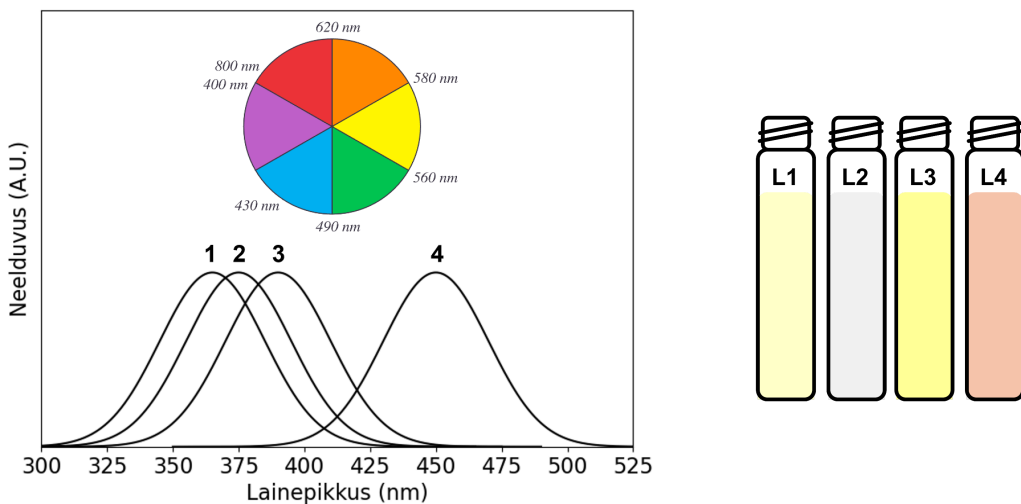 620 nm
800 nm
400 nm
580 nm
560 nm
430 nm
490 nm
1 2 3 4
Neelduvus (A.U.)
300 325 350 375 400 425 450 475 500 525
Lainepikkus (nm)
L1 L2 L3 L4